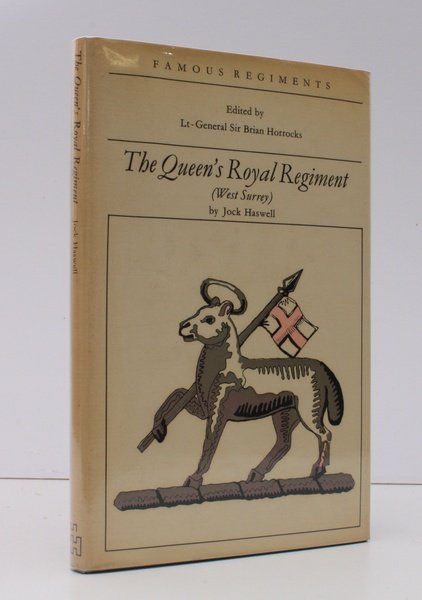 FAMOUS REGIMENTS
Edited by
Lt-General Sir Brian Horrocks
The Queen's Royal Regiment
(West Surrey)
by Jock Haswell
The Queen's Royal Regiment Jock Haswell